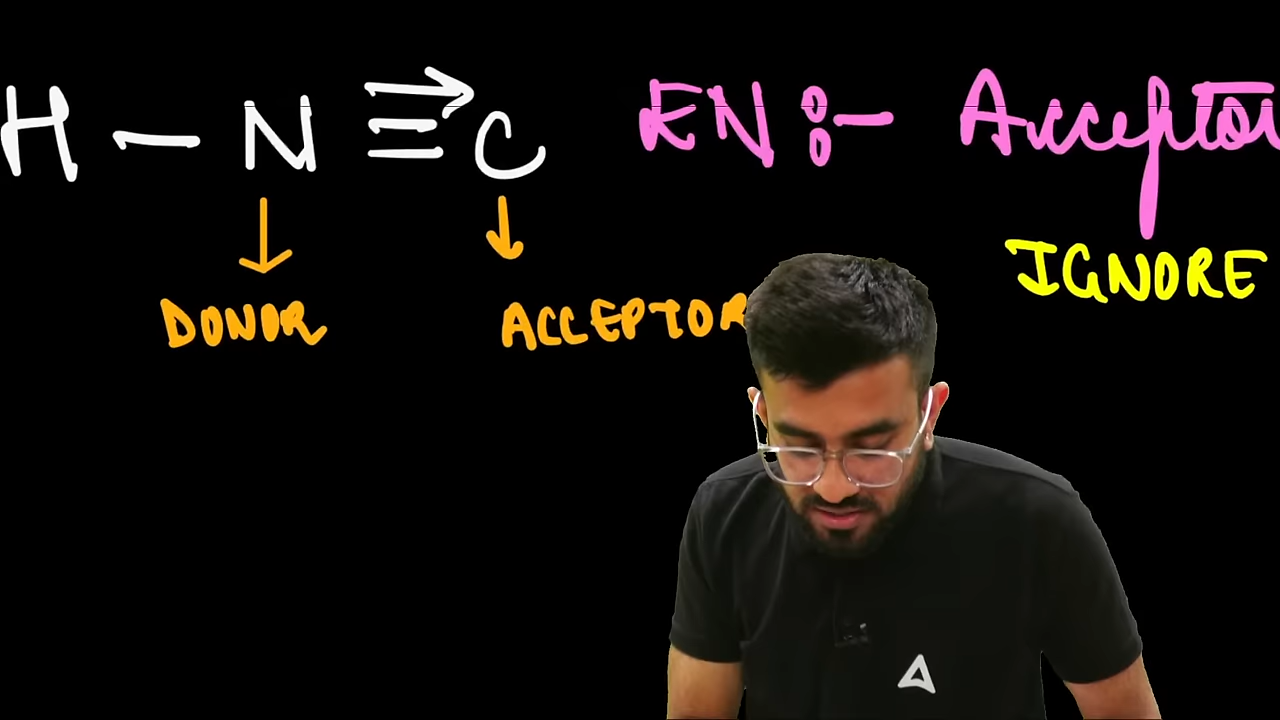 H — N ≡ C EN :- Acceptor
IGNORE
DONOR ACCEPTOR